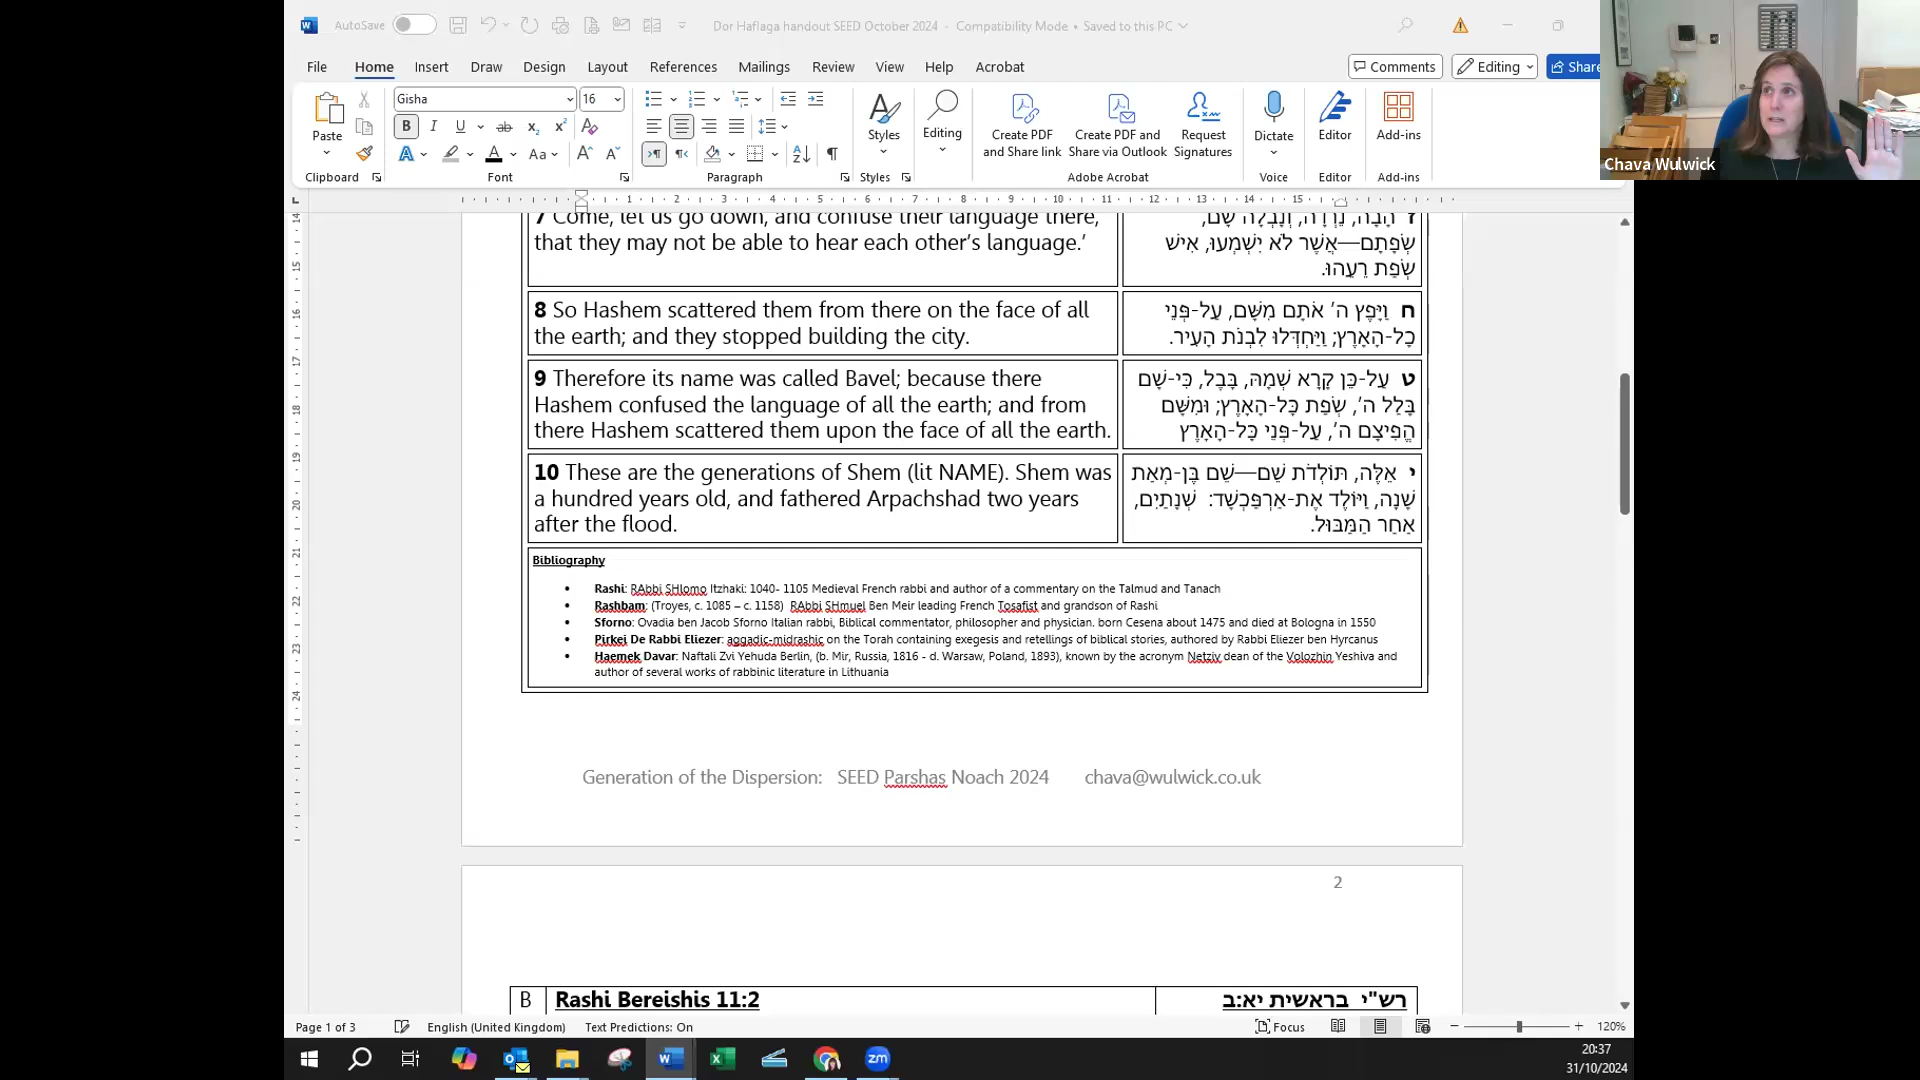 AutoSave
Dor Haflaga handout SEED October 2024 - Compatibility Mode • Saved to this PC
File Home Insert Draw Design Layout References Mailings Review View Help Acrobat
Comments Editing Share
Gisha 16
Paste
Styles
Editing
Create PDF and Share link
Create PDF and Share via Outlook
Request Signatures
Dictate
Editor
Add-ins
Clipboard Font Paragraph Styles Adobe Acrobat Voice Editor Add-ins
Chava Wulwick
7 Come, let us go down, and confuse their language there,
that they may not be able to hear each other's language.'
ז הָבָה, נֵרְדָה, וְנָבְלָה שָׁם,
שְׂפָתָם—אֲשֶׁר לֹא יִשְׁמְעוּ, אִישׁ
שְׂפַת רֵעֵהוּ.
8 So Hashem scattered them from there on the face of all
the earth; and they stopped building the city.
ח וַיָּפֶץ ה' אֹתָם מִשָּׁם, עַל-פְּנֵי
כָל-הָאָרֶץ; וַיַּחְדְּלוּ לִבְנֹת הָעִיר.
9 Therefore its name was called Bavel; because there
Hashem confused the language of all the earth; and from
there Hashem scattered them upon the face of all the earth.
ט עַל-כֵּן קָרָא שְׁמָהּ, בָּבֶל, כִּי-שָׁם
בָּלַל ה', שְׂפַת כָּל-הָאָרֶץ; וּמִשָּׁם
הֱפִיצָם ה', עַל-פְּנֵי כָּל-הָאָרֶץ
10 These are the generations of Shem (lit NAME). Shem was
a hundred years old, and fathered Arpachshad two years
after the flood.
י אֵלֶּה, תּוֹלְדֹת שֵׁם—שֵׁם בֶּן-מְאַת
שָׁנָה, וַיּוֹלֶד אֶת-אַרְפַּכְשָׁד: שְׁנָתַיִם,
אַחַר הַמַּבּוּל.
Bibliography
• Rashi: RAbbi SHlomo Itzhaki: 1040- 1105 Medieval French rabbi and author of a commentary on the Talmud and Tanach
• Rashbam: (Troyes, c. 1085 – c. 1158) RAbbi SHmuel Ben Meir leading French Tosafist and grandson of Rashi
• Sforno: Ovadia ben Jacob Sforno Italian rabbi, Biblical commentator, philosopher and physician. born Cesena about 1475 and died at Bologna in 1550
• Pirkei De Rabbi Eliezer: aggadic-midrashic on the Torah containing exegesis and retellings of biblical stories, authored by Rabbi Eliezer ben Hyrcanus
• Haemek Davar: Naftali Zvi Yehuda Berlin, (b. Mir, Russia, 1816 - d. Warsaw, Poland, 1893), known by the acronym Netziv dean of the Volozhin Yeshiva and
author of several works of rabbinic literature in Lithuania
Generation of the Dispersion: SEED Parshas Noach 2024 chava@wulwick.co.uk
2
B Rashi Bereishis 11:2 רש"י בראשית יא:ב
Page 1 of 3 English (United Kingdom) Text Predictions: On Focus 120%
20:37
31/10/2024